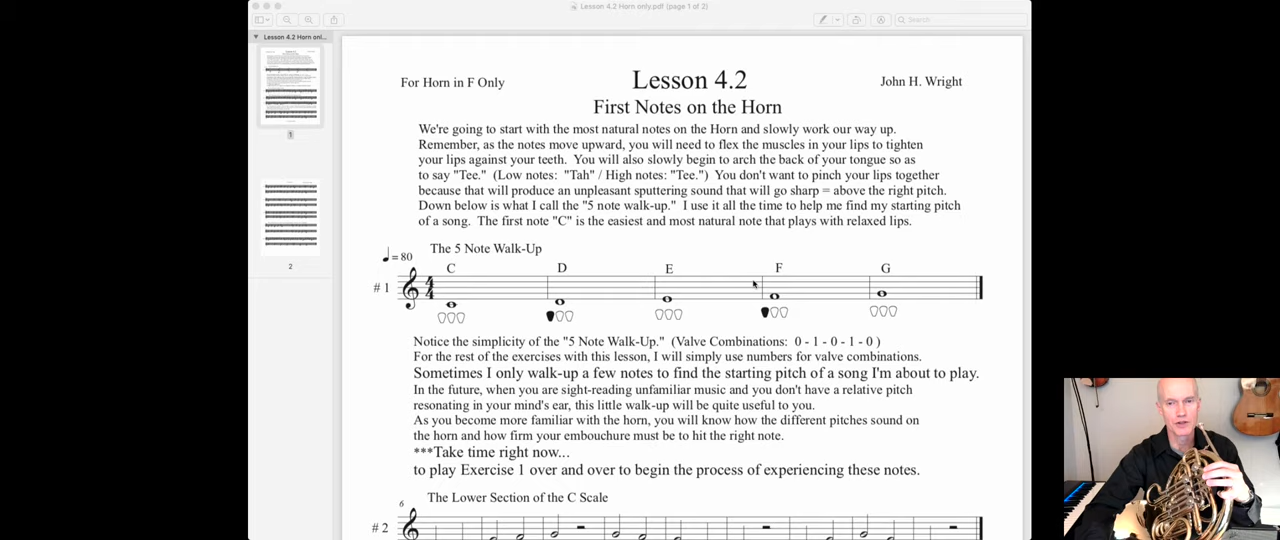 Lesson 4.2 Horn only.pdf (page 1 of 2)
Search
Lesson 4.2 Horn onl...
1
2
For Horn in F Only
Lesson 4.2
John H. Wright
First Notes on the Horn
We're going to start with the most natural notes on the Horn and slowly work our way up.
Remember, as the notes move upward, you will need to flex the muscles in your lips to tighten
your lips against your teeth. You will also slowly begin to arch the back of your tongue so as
to say "Tee." (Low notes: "Tah" / High notes: "Tee.") You don't want to pinch your lips together
because that will produce an unpleasant sputtering sound that will go sharp = above the right pitch.
Down below is what I call the "5 note walk-up." I use it all the time to help me find my starting pitch
of a song. The first note "C" is the easiest and most natural note that plays with relaxed lips.
The 5 Note Walk-Up
= 80
C D E F G
# 1
4
4
Notice the simplicity of the "5 Note Walk-Up." (Valve Combinations: 0 - 1 - 0 - 1 - 0 )
For the rest of the exercises with this lesson, I will simply use numbers for valve combinations.
Sometimes I only walk-up a few notes to find the starting pitch of a song I'm about to play.
In the future, when you are sight-reading unfamiliar music and you don't have a relative pitch
resonating in your mind's ear, this little walk-up will be quite useful to you.
As you become more familiar with the horn, you will know how the different pitches sound on
the horn and how firm your embouchure must be to hit the right note.
***Take time right now...
to play Exercise 1 over and over to begin the process of experiencing these notes.
The Lower Section of the C Scale
6
# 2